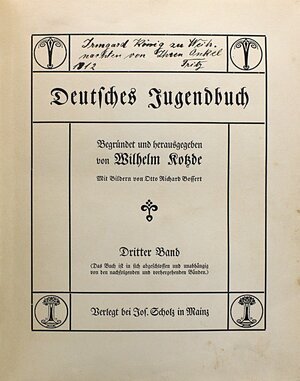 Irmgard König zu Weih-
nachten von Ihrem Onkel
1912 Fritz.
Deutsches Jugendbuch
Begründet und herausgegeben
von Wilhelm Kotzde
Mit Bildern von Otto Richard Bossert
Dritter Band
(Das Buch ist in sich abgeschlossen und unabhängig
von den nachfolgenden und vorhergehenden Bänden.)
Verlegt bei Jos. Scholz in Mainz